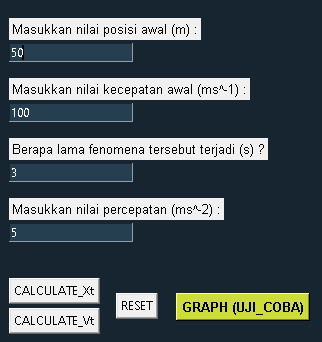 Masukkan nilai posisi awal (m) :
50
Masukkan nilai kecepatan awal (ms^-1) :
100
Berapa lama fenomena tersebut terjadi (s) ?
3
Masukkan nilai percepatan (ms^-2) :
5
CALCULATE_Xt
CALCULATE_Vt
RESET
GRAPH (UJI_COBA)